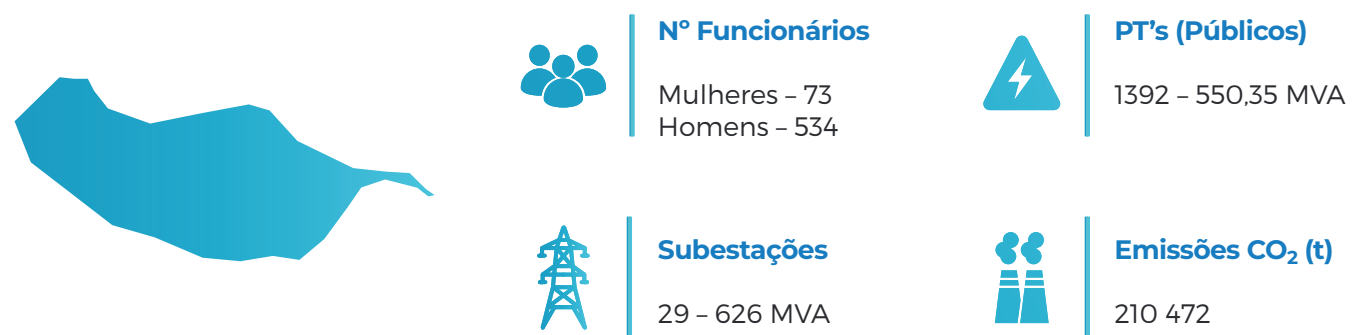 Nº Funcionários
Mulheres – 73
Homens – 534
PT’s (Públicos)
1392 – 550,35 MVA
Subestações
29 – 626 MVA
Emissões CO₂ (t)
210 472